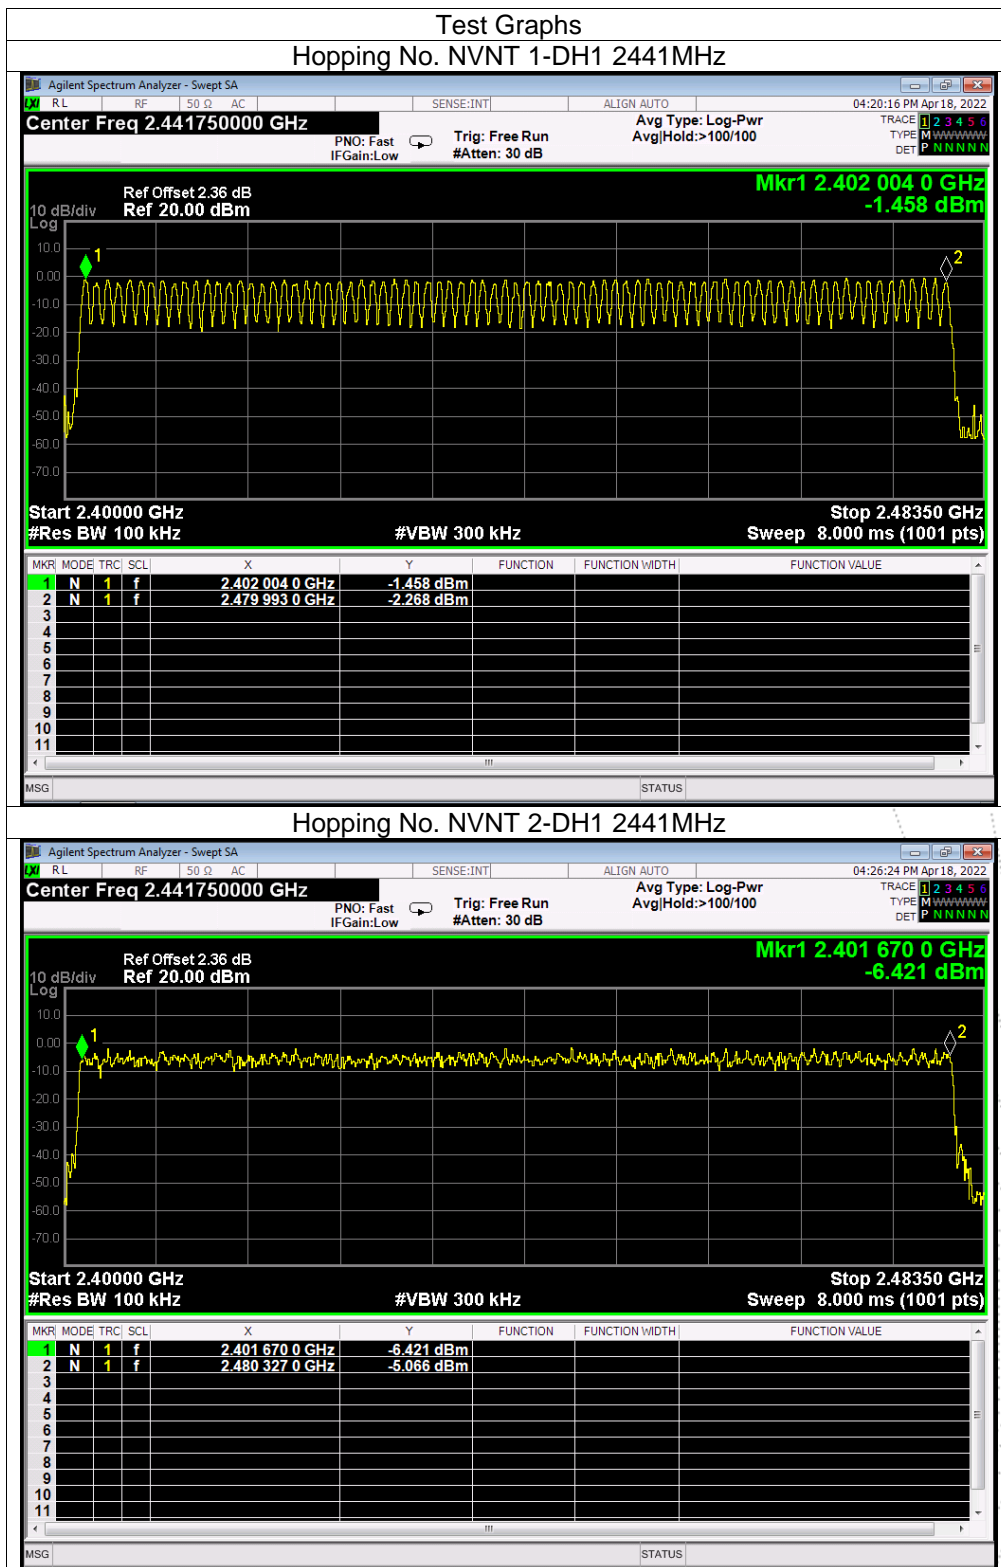 Test Graphs
Hopping No. NVNT 1-DH1 2441MHz
Agilent Spectrum Analyzer - Swept SA
LXI RL RF 50 Ω AC SENSE:INT ALIGN AUTO 04:20:16 PM Apr 18, 2022
Center Freq 2.441750000 GHz Avg Type: Log-Pwr TRACE 1 2 3 4 5 6
PNO: Fast Trig: Free Run Avg|Hold:>100/100 TYPE M WWWWW
IFGain:Low #Atten: 30 dB DET P N N N N N
Mkr1 2.402 004 0 GHz
Ref Offset 2.36 dB
10 dB/div Ref 20.00 dBm -1.458 dBm
Log
10.0
1
2
0.00
-10.0
-20.0
-30.0
-40.0
-50.0
-60.0
-70.0
Start 2.40000 GHz Stop 2.48350 GHz
#Res BW 100 kHz #VBW 300 kHz Sweep 8.000 ms (1001 pts)
MKR MODE TRC SCL X Y FUNCTION FUNCTION WIDTH FUNCTION VALUE
1 N 1 f 2.402 004 0 GHz -1.458 dBm
2 N 1 f 2.479 993 0 GHz -2.268 dBm
3
4
5
6
7
8
9
10
11
MSG STATUS
Hopping No. NVNT 2-DH1 2441MHz
Agilent Spectrum Analyzer - Swept SA
LXI RL RF 50 Ω AC SENSE:INT ALIGN AUTO 04:26:24 PM Apr 18, 2022
Center Freq 2.441750000 GHz Avg Type: Log-Pwr TRACE 1 2 3 4 5 6
PNO: Fast Trig: Free Run Avg|Hold:>100/100 TYPE M WWWWW
IFGain:Low #Atten: 30 dB DET P N N N N N
Mkr1 2.401 670 0 GHz
Ref Offset 2.36 dB
10 dB/div Ref 20.00 dBm -6.421 dBm
Log
10.0
1
2
0.00
-10.0
-20.0
-30.0
-40.0
-50.0
-60.0
-70.0
Start 2.40000 GHz Stop 2.48350 GHz
#Res BW 100 kHz #VBW 300 kHz Sweep 8.000 ms (1001 pts)
MKR MODE TRC SCL X Y FUNCTION FUNCTION WIDTH FUNCTION VALUE
1 N 1 f 2.401 670 0 GHz -6.421 dBm
2 N 1 f 2.480 327 0 GHz -5.066 dBm
3
4
5
6
7
8
9
10
11
MSG STATUS